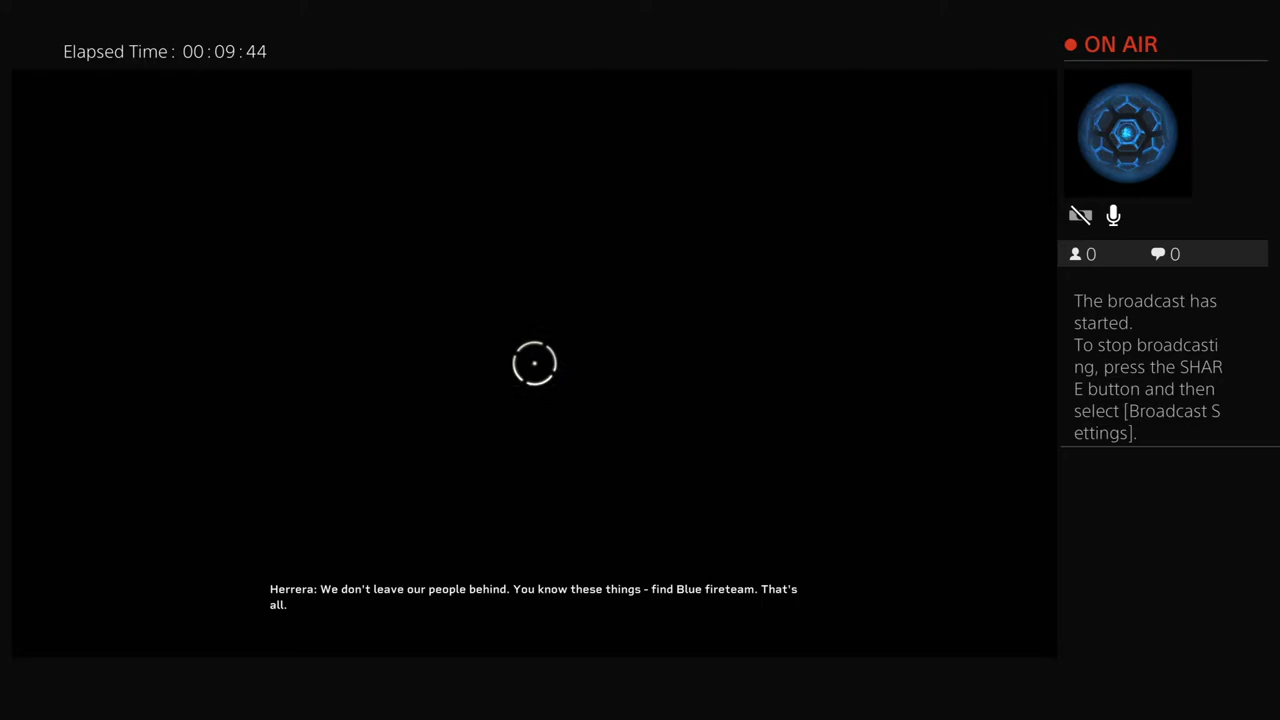 Elapsed Time: 00:09:44
ON AIR
0 0
The broadcast has
started.
To stop broadcasti
ng, press the SHAR
E button and then
select [Broadcast S
ettings].
Herrera: We don't leave our people behind. You know these things - find Blue fireteam. That's
all.